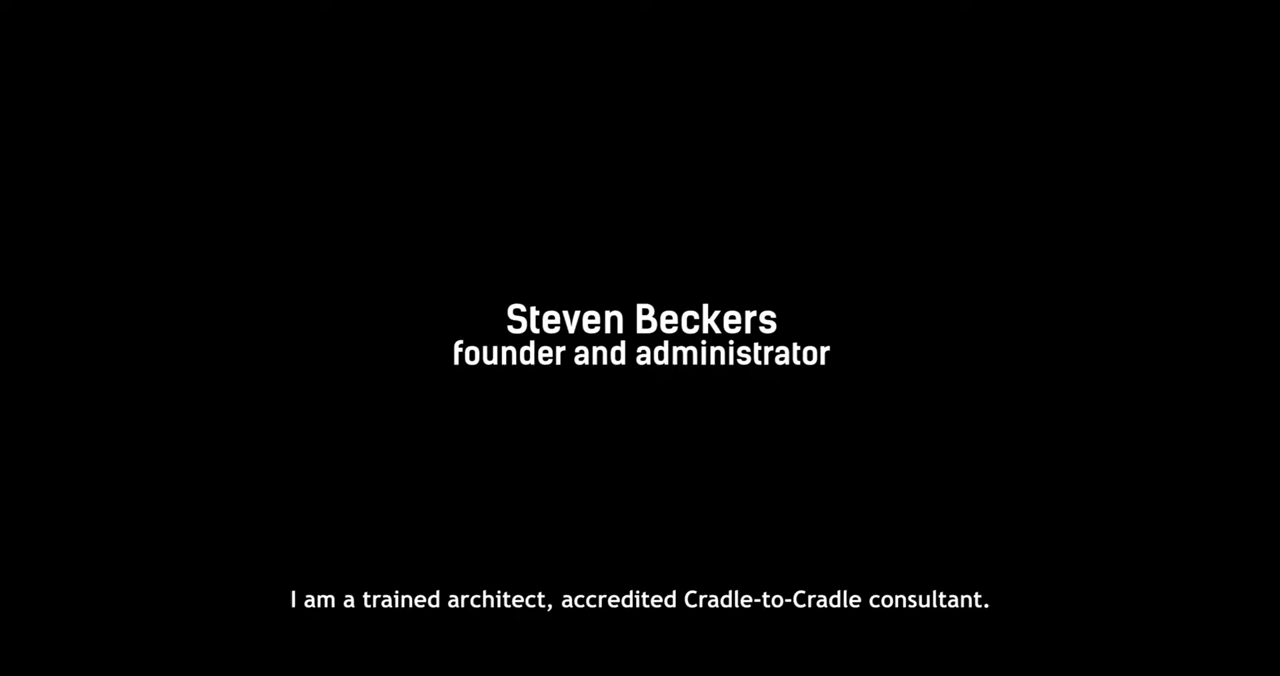 Steven Beckers
founder and administrator
I am a trained architect, accredited Cradle-to-Cradle consultant.